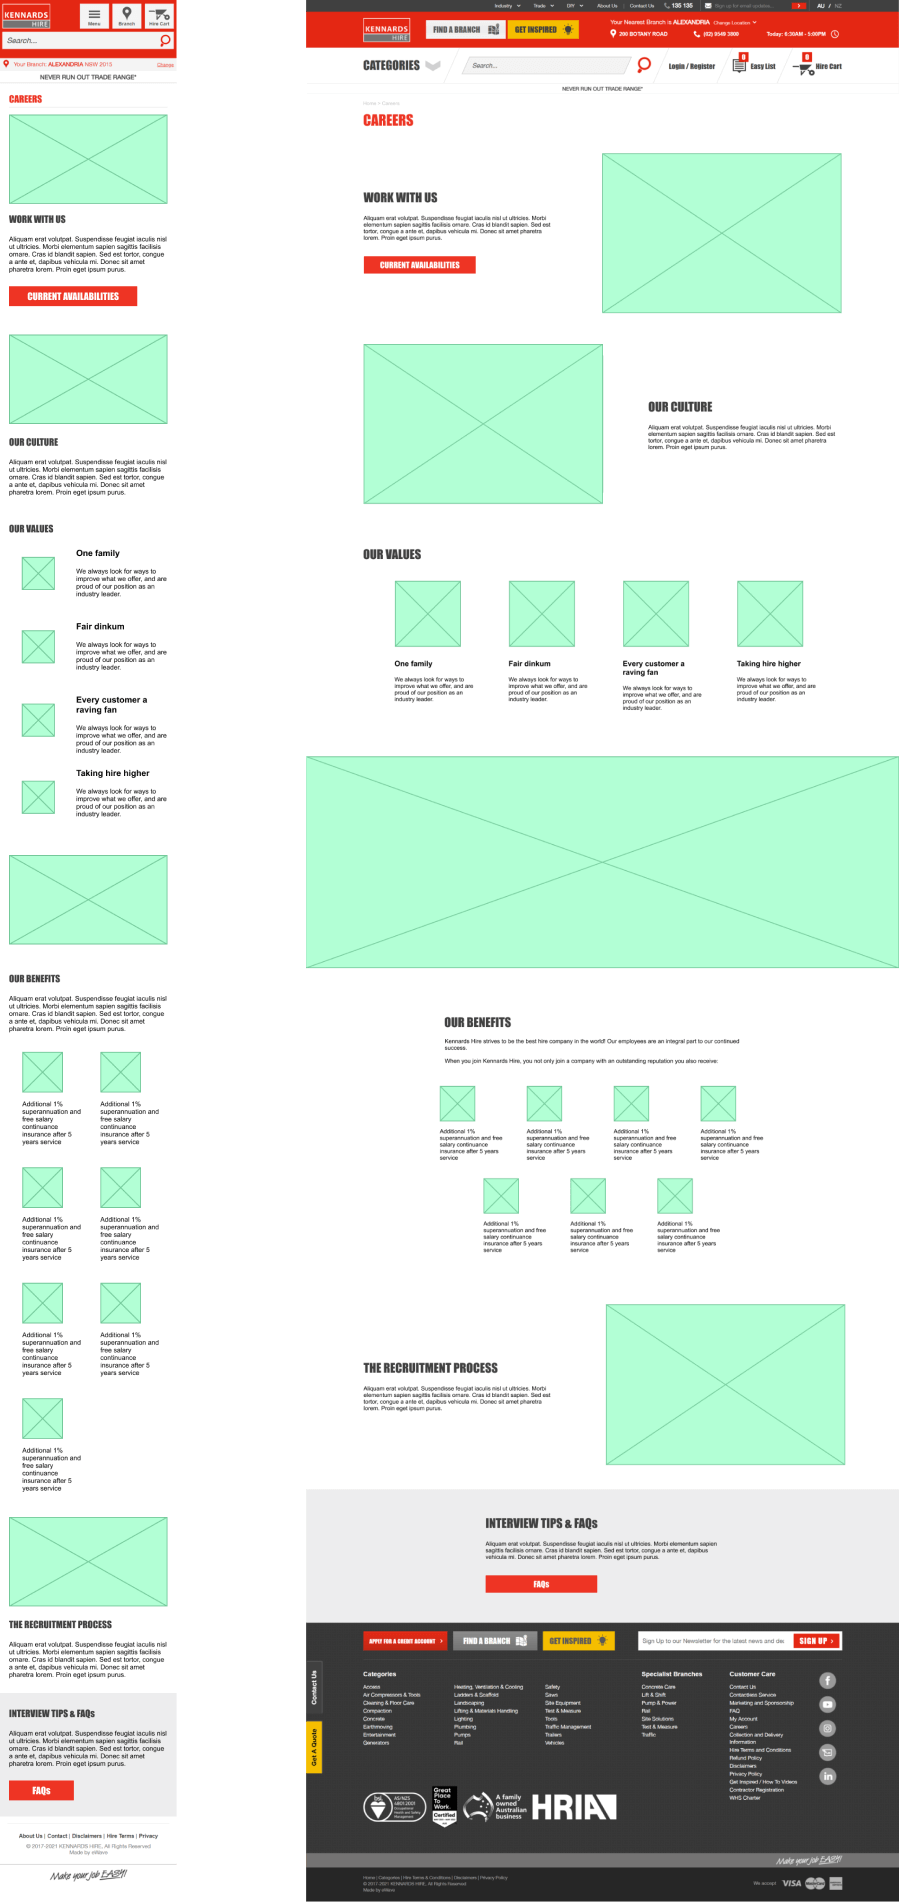 KENNARDS
HIRE
Menu
Branch
Hire Cart
Search...
Your Branch: ALEXANDRIA NSW 2015
Change
NEVER RUN OUT TRADE RANGE*
CAREERS
WORK WITH US
Aliquam erat volutpat. Suspendisse feugiat iaculis nisl
ut ultricies. Morbi elementum sapien sagittis facilisis
ornare. Cras id blandit sapien. Sed est tortor, congue
a ante et, dapibus vehicula mi. Donec sit amet
pharetra lorem. Proin eget ipsum purus.
CURRENT AVAILABILITIES
OUR CULTURE
Aliquam erat volutpat. Suspendisse feugiat iaculis nisl
ut ultricies. Morbi elementum sapien sagittis facilisis
ornare. Cras id blandit sapien. Sed est tortor, congue
a ante et, dapibus vehicula mi. Donec sit amet
pharetra lorem. Proin eget ipsum purus.
OUR VALUES
One family
We always look for ways to
improve what we offer, and are
proud of our position as an
industry leader.
Fair dinkum
We always look for ways to
improve what we offer, and are
proud of our position as an
industry leader.
Every customer a
raving fan
We always look for ways to
improve what we offer, and are
proud of our position as an
industry leader.
Taking hire higher
We always look for ways to
improve what we offer, and are
proud of our position as an
industry leader.
OUR BENEFITS
Aliquam erat volutpat. Suspendisse feugiat iaculis nisl
ut ultricies. Morbi elementum sapien sagittis facilisis
ornare. Cras id blandit sapien. Sed est tortor, congue
a ante et, dapibus vehicula mi. Donec sit amet
pharetra lorem. Proin eget ipsum purus.
Additional 1%
superannuation and
free salary
continuance
insurance after 5
years service
Additional 1%
superannuation and
free salary
continuance
insurance after 5
years service
Additional 1%
superannuation and
free salary
continuance
insurance after 5
years service
Additional 1%
superannuation and
free salary
continuance
insurance after 5
years service
Additional 1%
superannuation and
free salary
continuance
insurance after 5
years service
Additional 1%
superannuation and
free salary
continuance
insurance after 5
years service
Additional 1%
superannuation and
free salary
continuance
insurance after 5
years service
THE RECRUITMENT PROCESS
Aliquam erat volutpat. Suspendisse feugiat iaculis nisl
ut ultricies. Morbi elementum sapien sagittis facilisis
ornare. Cras id blandit sapien. Sed est tortor, congue
a ante et, dapibus vehicula mi. Donec sit amet
pharetra lorem. Proin eget ipsum purus.
INTERVIEW TIPS & FAQs
Aliquam erat volutpat. Suspendisse feugiat iaculis nisl
ut ultricies. Morbi elementum sapien sagittis facilisis
ornare. Cras id blandit sapien. Sed est tortor, congue
a ante et, dapibus vehicula mi. Donec sit amet
pharetra lorem. Proin eget ipsum purus.
FAQs
About Us | Contact | Disclaimers | Hire Terms | Privacy
© 2017-2021 KENNARDS HIRE, All Rights Reserved
Made by eWave
Make your job EASY!
Industry Trade DIY About Us Contact Us 135 135 Sign up for email updates... AU / NZ
KENNARDS
HIRE
FIND A BRANCH
GET INSPIRED
Your Nearest Branch is ALEXANDRIA Change Location
200 BOTANY ROAD (02) 9549 3809 Today: 6:30AM - 5:00PM
CATEGORIES
Search...
Login / Register
0
Easy List
0
Hire Cart
NEVER RUN OUT TRADE RANGE*
Home > Careers
CAREERS
WORK WITH US
Aliquam erat volutpat. Suspendisse feugiat iaculis nisl ut ultricies. Morbi
elementum sapien sagittis facilisis ornare. Cras id blandit sapien. Sed est
tortor, congue a ante et, dapibus vehicula mi. Donec sit amet pharetra
lorem. Proin eget ipsum purus.
CURRENT AVAILABILITIES
OUR CULTURE
Aliquam erat volutpat. Suspendisse feugiat iaculis nisl ut ultricies. Morbi
elementum sapien sagittis facilisis ornare. Cras id blandit sapien. Sed est
tortor, congue a ante et, dapibus vehicula mi. Donec sit amet pharetra
lorem. Proin eget ipsum purus.
OUR VALUES
One family
We always look for ways to
improve what we offer, and are
proud of our position as an
industry leader.
Fair dinkum
We always look for ways to
improve what we offer, and are
proud of our position as an
industry leader.
Every customer a
raving fan
We always look for ways to
improve what we offer, and are
proud of our position as an
industry leader.
Taking hire higher
We always look for ways to
improve what we offer, and are
proud of our position as an
industry leader.
OUR BENEFITS
Kennards Hire strives to be the best hire company in the world! Our employees are an integral part to our continued
success.
When you join Kennards Hire, you not only join a company with an outstanding reputation you also receive:
Additional 1%
superannuation and free
salary continuance
insurance after 5 years
service
Additional 1%
superannuation and free
salary continuance
insurance after 5 years
service
Additional 1%
superannuation and free
salary continuance
insurance after 5 years
service
Additional 1%
superannuation and free
salary continuance
insurance after 5 years
service
Additional 1%
superannuation and free
salary continuance
insurance after 5 years
service
Additional 1%
superannuation and free
salary continuance
insurance after 5 years
service
Additional 1%
superannuation and free
salary continuance
insurance after 5 years
service
THE RECRUITMENT PROCESS
Aliquam erat volutpat. Suspendisse feugiat iaculis nisl ut ultricies. Morbi
elementum sapien sagittis facilisis ornare. Cras id blandit sapien. Sed est
tortor, congue a ante et, dapibus vehicula mi. Donec sit amet pharetra
lorem. Proin eget ipsum purus.
INTERVIEW TIPS & FAQs
Aliquam erat volutpat. Suspendisse feugiat iaculis nisl ut ultricies. Morbi elementum sapien
sagittis facilisis ornare. Cras id blandit sapien. Sed est tortor, congue a ante et, dapibus
vehicula mi. Donec sit amet pharetra lorem. Proin eget ipsum purus.
FAQs
APPLY FOR A CREDIT ACCOUNT
FIND A BRANCH
GET INSPIRED
Sign Up to our Newsletter for the latest news and dea
SIGN UP
Contact Us
Get A Quote
Categories
Access
Air Compressors & Tools
Cleaning & Floor Care
Compaction
Concrete
Earthmoving
Entertainment
Generators
Heating, Ventilation & Cooling
Ladders & Scaffold
Landscaping
Lifting & Materials Handling
Lighting
Plumbing
Pumps
Rail
Safety
Saws
Site Equipment
Test & Measure
Tools
Traffic Management
Trailers
Vehicles
Specialist Branches
Concrete Care
Lift & Shift
Pump & Power
Rail
Site Solutions
Test & Measure
Traffic
Customer Care
Contact Us
Contactless Service
Marketing and Sponsorship
FAQ
My Account
Careers
Collection and Delivery
Information
Hire Terms and Conditions
Refund Policy
Disclaimers
Privacy Policy
Get Inspired / How To Videos
Contractor Registration
WHS Charter
AS/NZS
4801:2001
Occupational
Health and Safety
Management
Great
Place
To
Work.
Certified
A family
owned
Australian
business
HRIA
Make your job EASY!
Home | Categories | Hire Terms & Conditions | Disclaimers | Privacy Policy
© 2017-2021 KENNARDS HIRE, All Rights Reserved
Made by eWave
We accept VISA